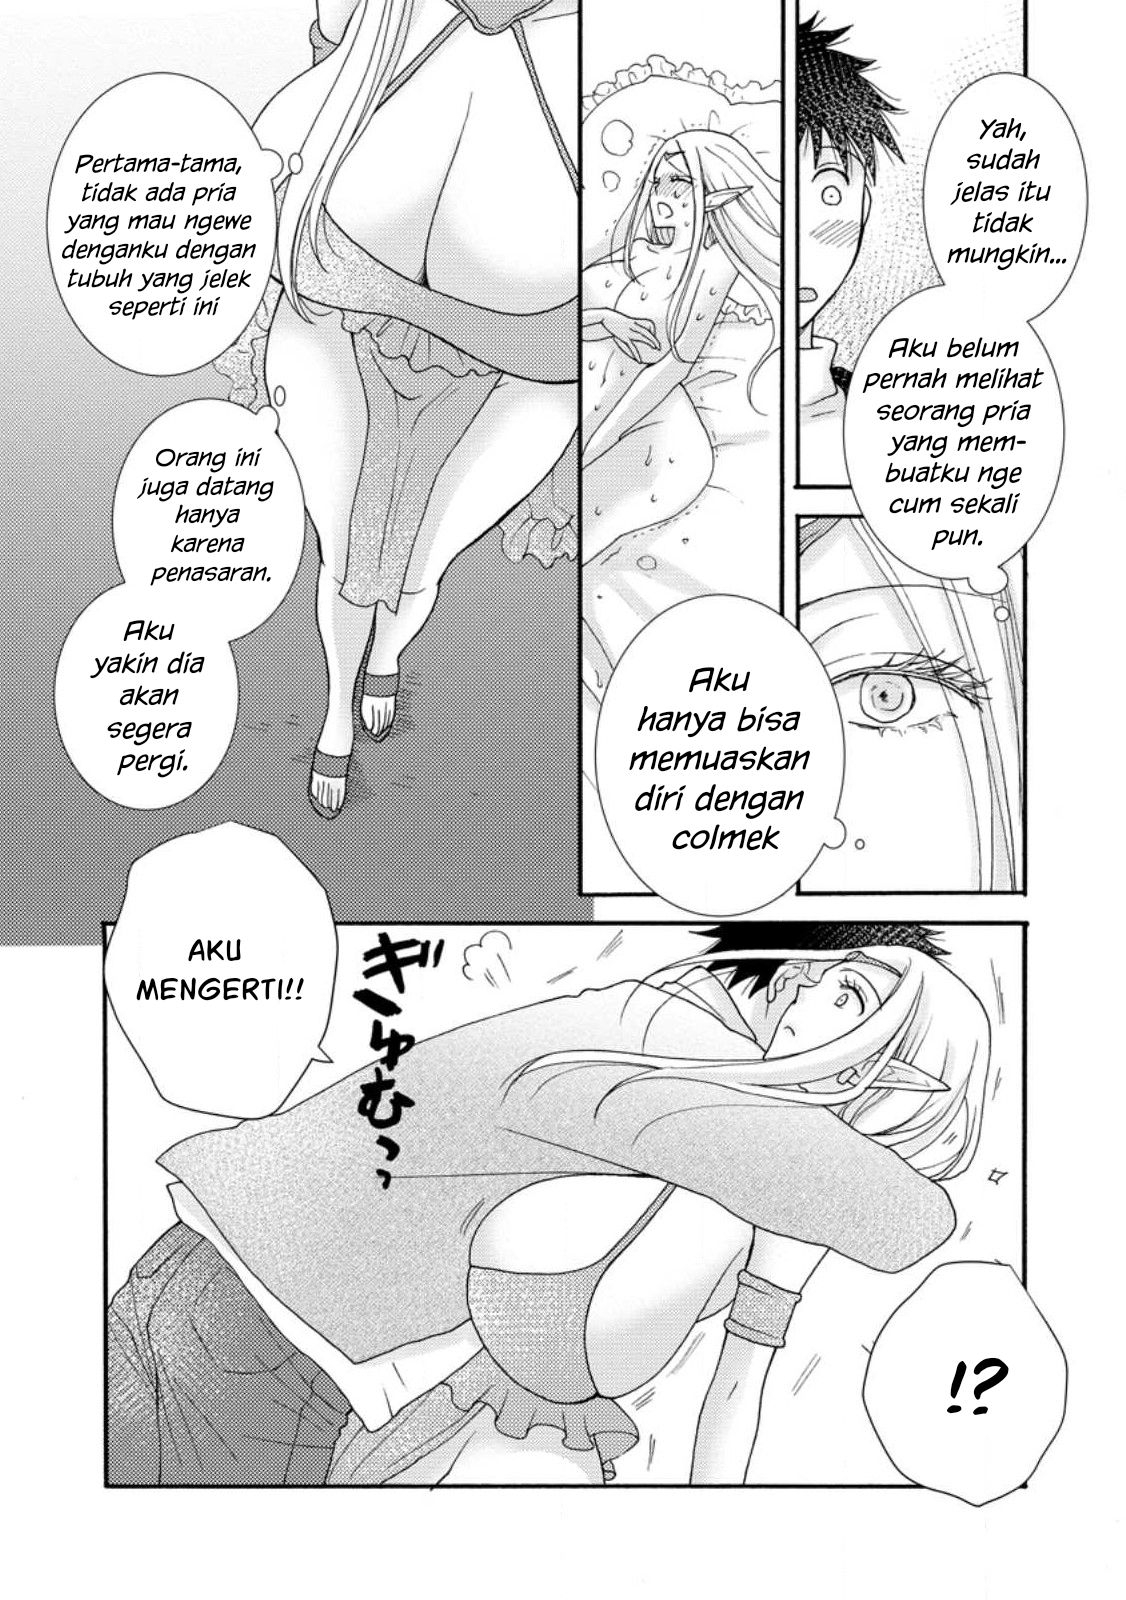 Yah,
sudah
jelas itu
tidak
mungkin...
Aku belum
pernah melihat
seorang pria
yang mem-
buatku nge
cum sekali
pun.
Aku
hanya bisa
memuaskan
diri dengan
colmek
Pertama-tama,
tidak ada pria
yang mau ngewe
denganku dengan
tubuh yang jelek
seperti ini
Orang ini
juga datang
hanya
karena
penasaran.
Aku
yakin dia
akan
segera
pergi.
AKU
MENGERTI!!
ギゅむっ
!?